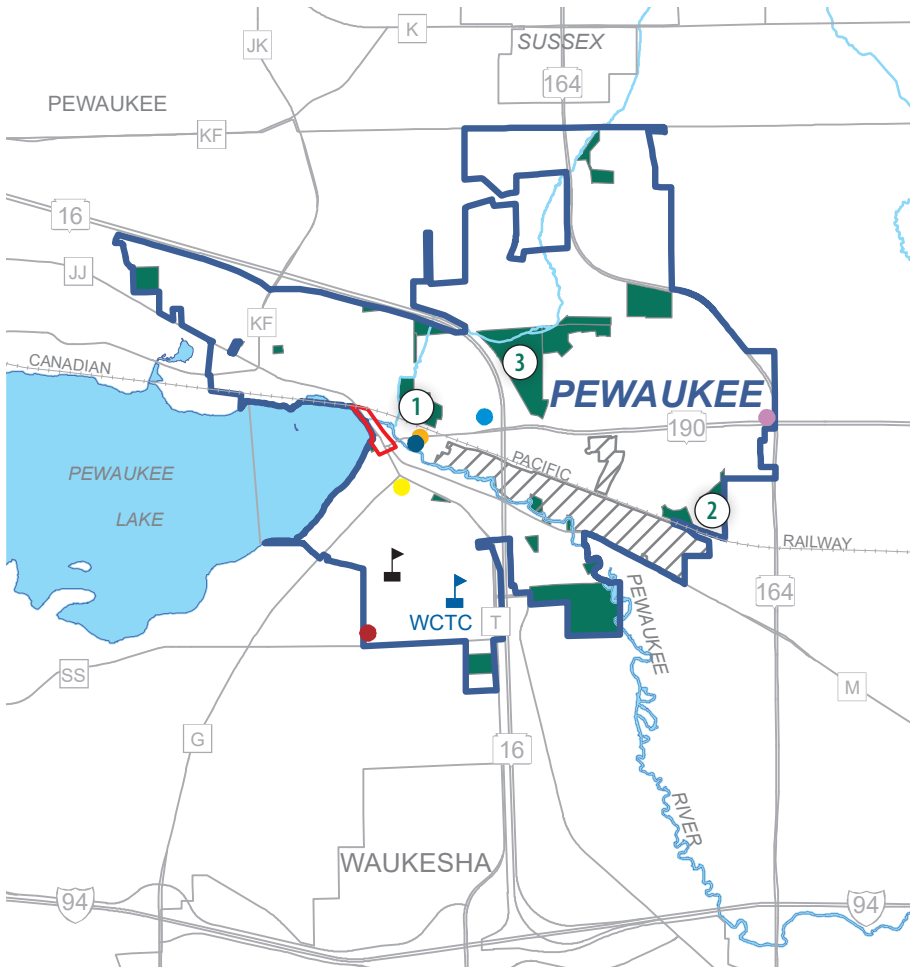 K
JK
SUSSEX
164
PEWAUKEE
KF
16
JJ
KF
CANADIAN
3
1
PEWAUKEE
190
PACIFIC
PEWAUKEE
LAKE
2
RAILWAY
PEWAUKEE
164
WCTC
T
SS
M
G
16
RIVER
WAUKESHA
94
94